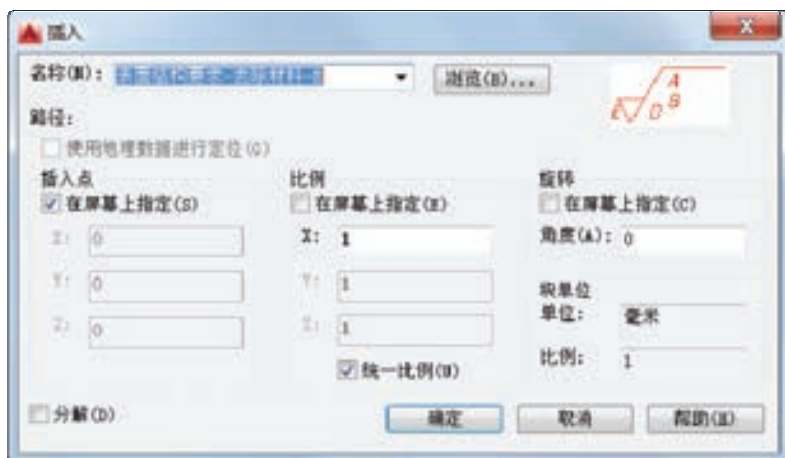 插入
名称(N): 浏览(B)...
路径:
使用地理数据进行定位(G)
插入点 比例 旋转
在屏幕上指定(S) 在屏幕上指定(E) 在屏幕上指定(C)
X: 0 X: 1 角度(A): 0
Y: 0 Y: 1 块单位
单位: 毫米
Z: 0 Z: 1
比例: 1
统一比例(U)
分解(D) 确定 取消 帮助(H)
A
E D B